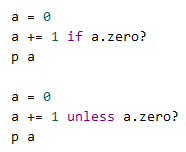 a = 0
a += 1 if a.zero?
p a

a = 0
a += 1 unless a.zero?
p a